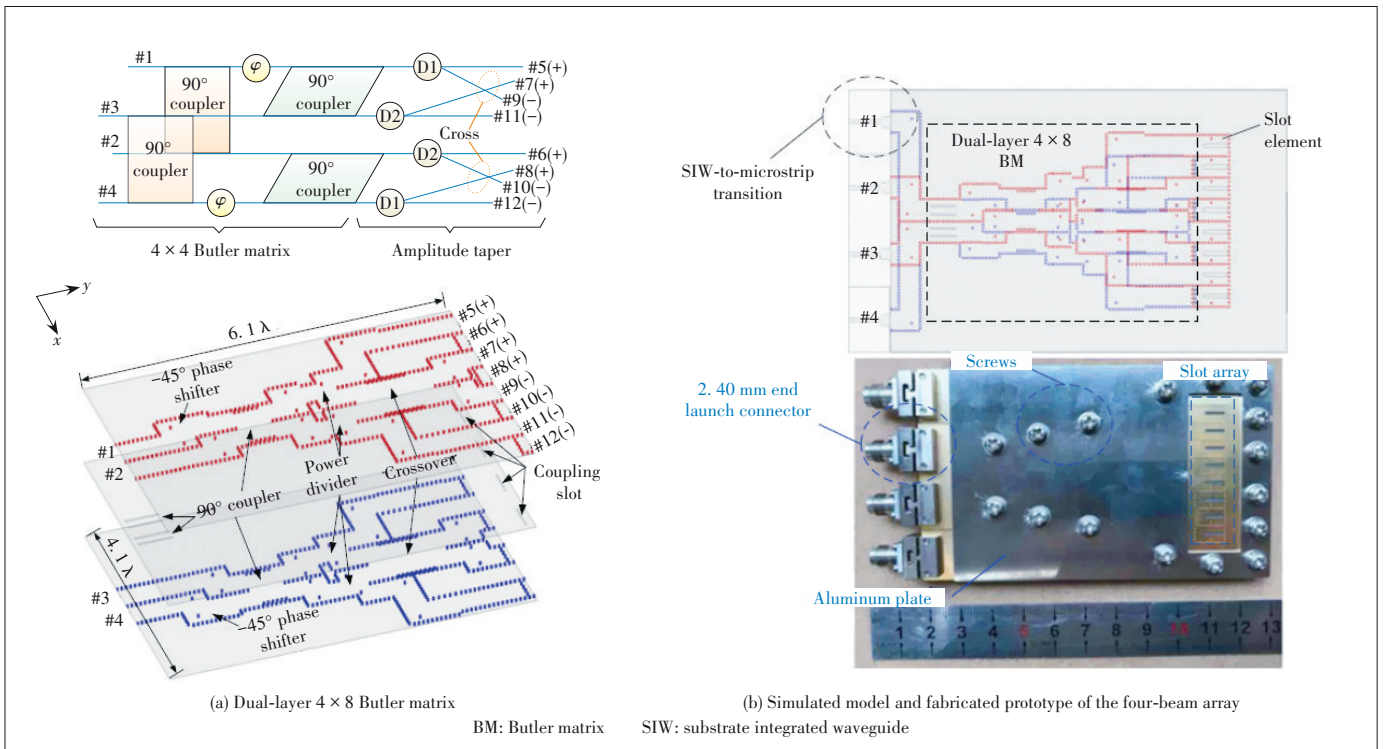 #1
φ
D1
#5(+)
90°
coupler
90°
coupler
#7(+)
#9(−)
#3
D2
#11(−)
#2
Cross
90°
coupler
D2
#6(+)
90°
coupler
#8(+)
#10(−)
#4
φ
D1
#12(−)
4 × 4 Butler matrix
Amplitude taper
y
x
6.1 λ
#5(+)
#6(+)
#7(+)
#8(+)
#9(−)
#10(−)
#11(−)
#12(−)
−45° phase
shifter
#1
#2
Power
divider
Crossover
Coupling
slot
90° coupler
4.1 λ
#3
#4
−45° phase
shifter
(a) Dual-layer 4 × 8 Butler matrix
#1
Dual-layer 4 × 8
BM
Slot
element
SIW-to-microstrip
transition
#2
#3
#4
Screws
Slot array
2. 40 mm end
launch connector
Aluminum plate
1 2 3 4 5 6 7 8 9 10 11 12 13
(b) Simulated model and fabricated prototype of the four-beam array
BM: Butler matrix SIW: substrate integrated waveguide